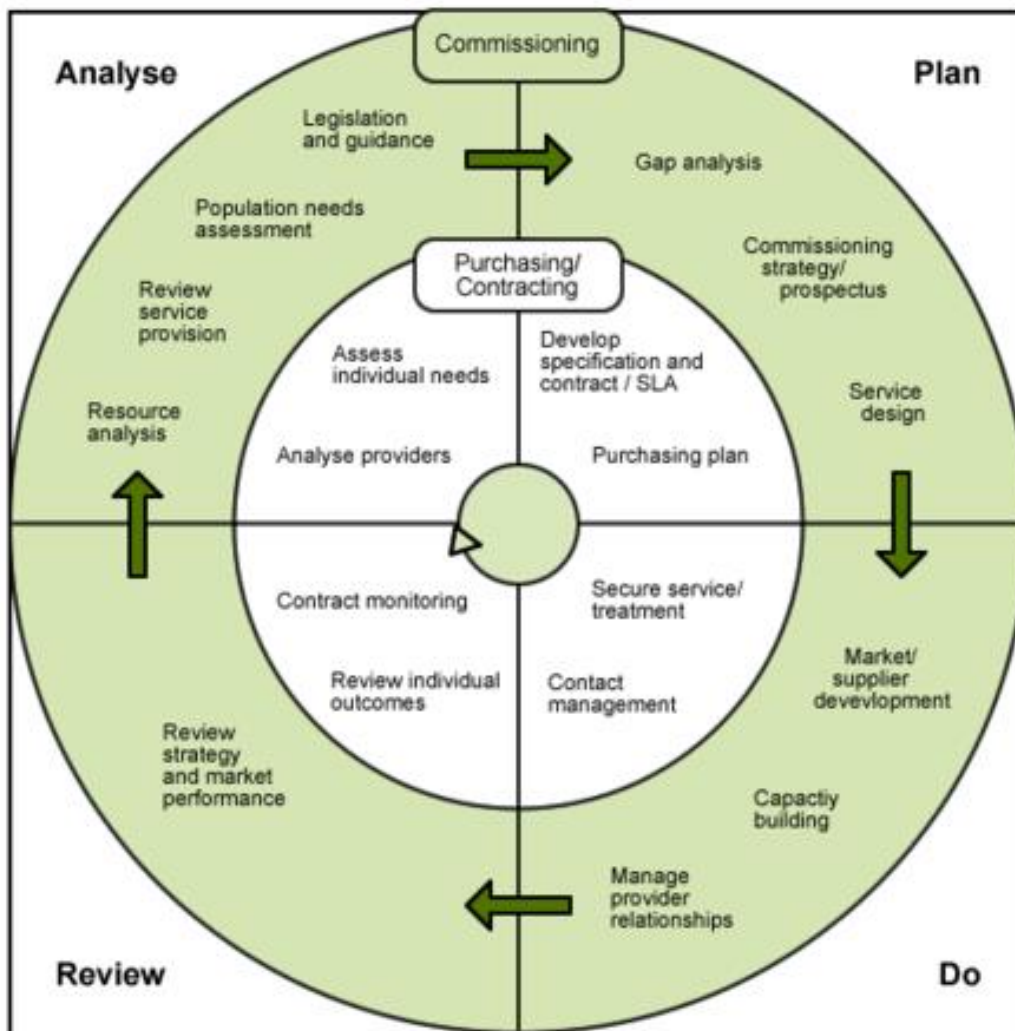 Commissioning
Analyse
Plan
Legislation
and guidance
Gap analysis
Population needs
assessment
Commissioning
strategy/
prospectus
Purchasing/
Contracting
Review
service
provision
Assess
individual needs
Develop
specification and
contract / SLA
Resource
analysis
Service
design
Analyse providers
Purchasing plan
Contract monitoring
Secure service/
treatment
Review individual
outcomes
Contact
management
Market/
supplier
devevlopment
Review
strategy
and market
performance
Capactiy
building
Manage
provider
relationships
Review
Do